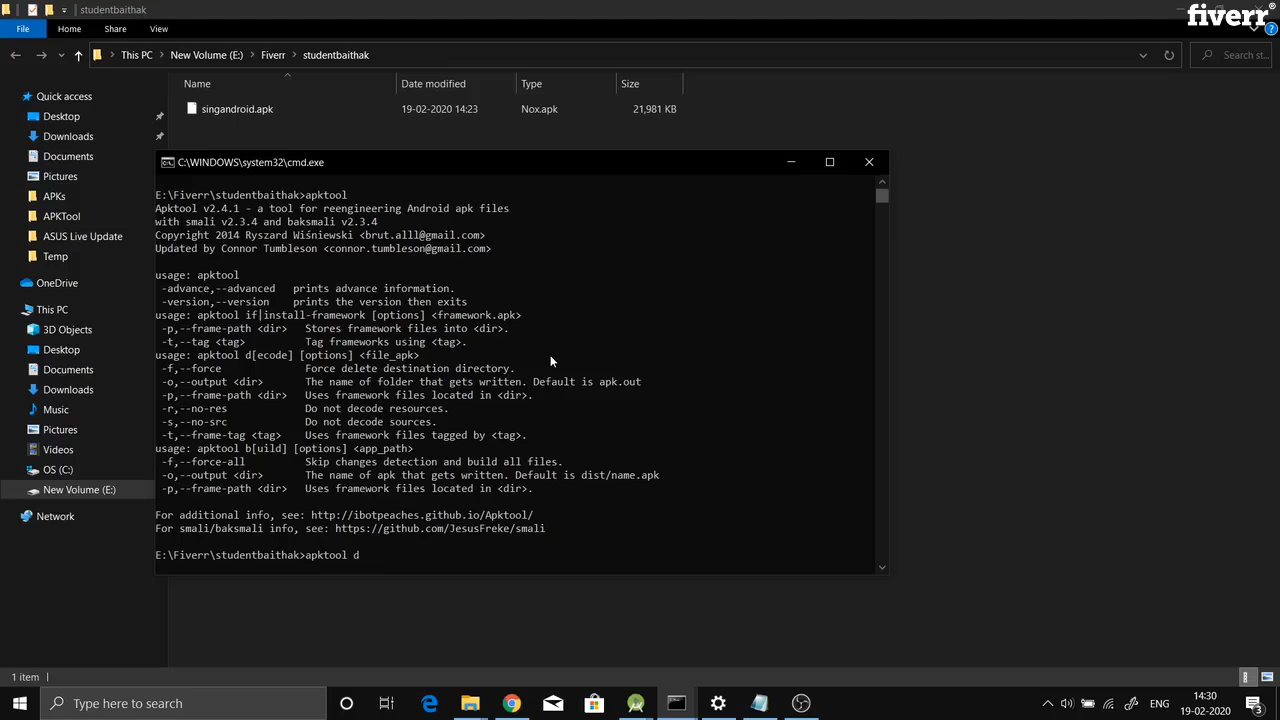 studentbaithak
fiverr
File Home Share View
This PC New Volume (E:) Fiverr studentbaithak
Search st...
Name Date modified Type Size
singandroid.apk 19-02-2020 14:23 Nox.apk 21,981 KB
Quick access
Desktop
Downloads
Documents
Pictures
APKs
APKTool
ASUS Live Update
Temp
OneDrive
This PC
3D Objects
Desktop
Documents
Downloads
Music
Pictures
Videos
OS (C:)
New Volume (E:)
Network
C:\WINDOWS\system32\cmd.exe
E:\Fiverr\studentbaithak>apktool
Apktool v2.4.1 - a tool for reengineering Android apk files
with smali v2.3.4 and baksmali v2.3.4
Copyright 2014 Ryszard Wiśniewski <brut.alll@gmail.com>
Updated by Connor Tumbleson <connor.tumbleson@gmail.com>
usage: apktool
-advance,--advanced prints advance information.
-version,--version prints the version then exits
usage: apktool if|install-framework [options] <framework.apk>
-p,--frame-path <dir> Stores framework files into <dir>.
-t,--tag <tag> Tag frameworks using <tag>.
usage: apktool d[ecode] [options] <file_apk>
-f,--force Force delete destination directory.
-o,--output <dir> The name of folder that gets written. Default is apk.out
-p,--frame-path <dir> Uses framework files located in <dir>.
-r,--no-res Do not decode resources.
-s,--no-src Do not decode sources.
-t,--frame-tag <tag> Uses framework files tagged by <tag>.
usage: apktool b[uild] [options] <app_path>
-f,--force-all Skip changes detection and build all files.
-o,--output <dir> The name of apk that gets written. Default is dist/name.apk
-p,--frame-path <dir> Uses framework files located in <dir>.
For additional info, see: http://ibotpeaches.github.io/Apktool/
For smali/baksmali info, see: https://github.com/JesusFreke/smali
E:\Fiverr\studentbaithak>apktool d
1 item
Type here to search
ENG
14:30
19-02-2020
3